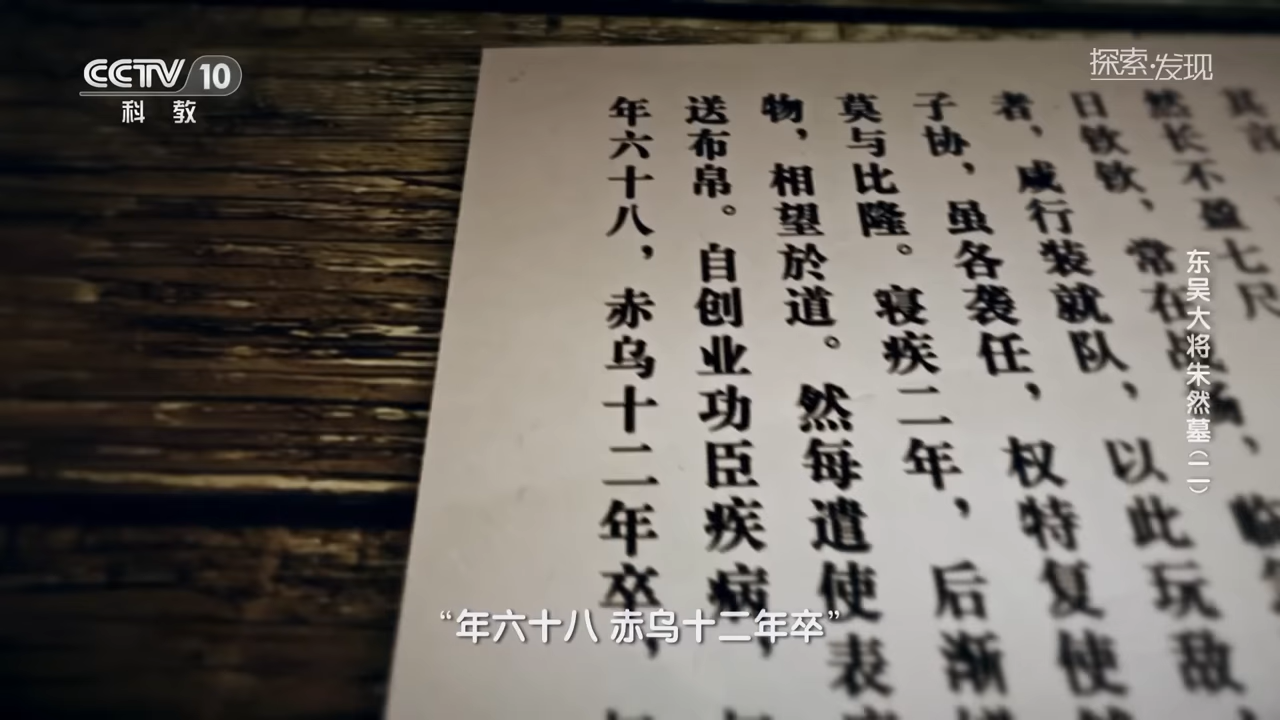 CCTV 10
科教
探索·发现
东吴大将朱然墓（二）
然长不盈七尺
日钦钦，常在战场，临
者，咸行装就队，以此玩敌
子协，虽各袭任，权特复使
莫与比隆。寝疾二年，后渐
物，相望於道。然每遣使表
送布帛。自创业功臣疾病，
年六十八，赤乌十二年卒，
“年六十八 赤乌十二年卒”